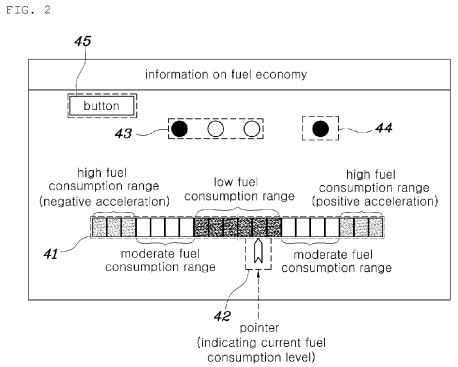 FIG. 2
45
information on fuel economy
button
43
44
high fuel
consumption range
(negative acceleration)
low fuel
consumption range
high fuel
consumption range
(positive acceleration)
41
moderate fuel
consumption range
moderate fuel
consumption range
42
pointer
(indicating current fuel
consumption level)